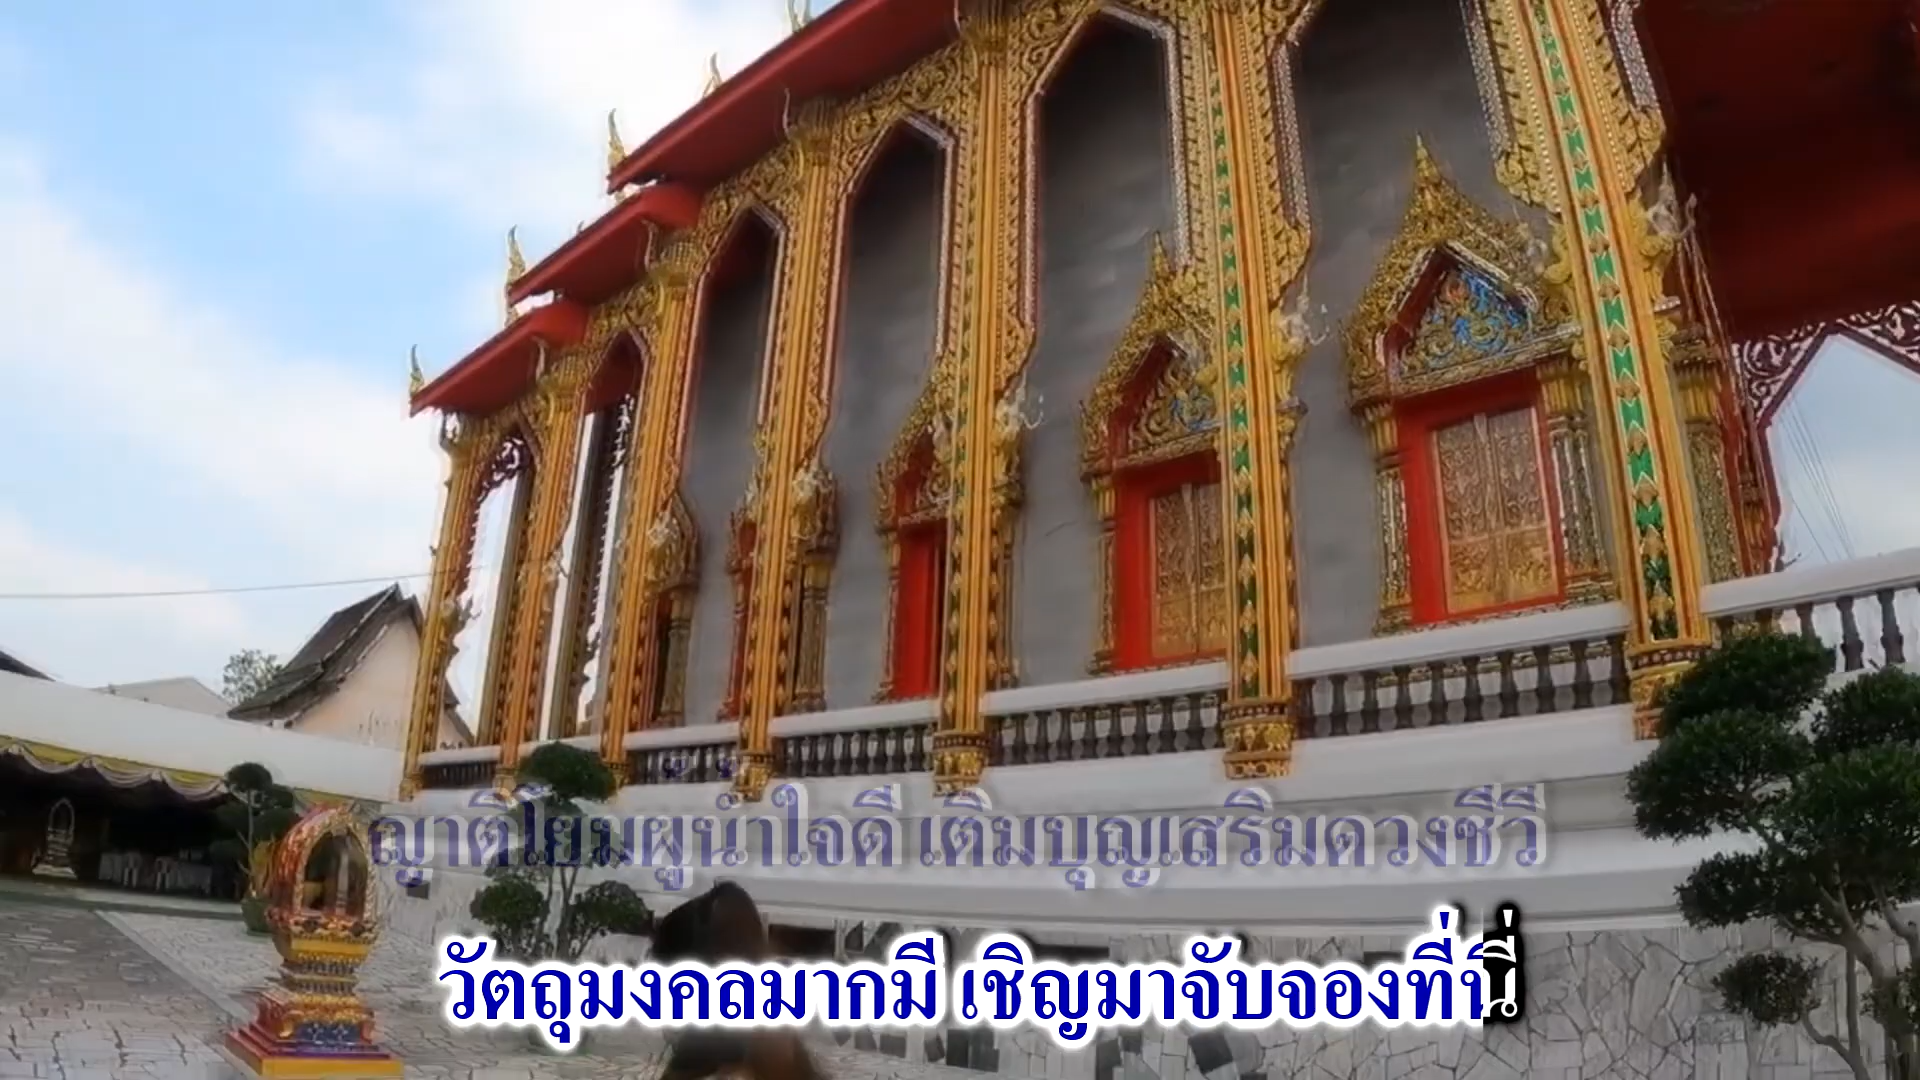 ญาติโยมผู้นำใจดี เติมบุญเสริมดวงชีวี
วัตถุมงคลมากมี เชิญมาจับจองที่นี่